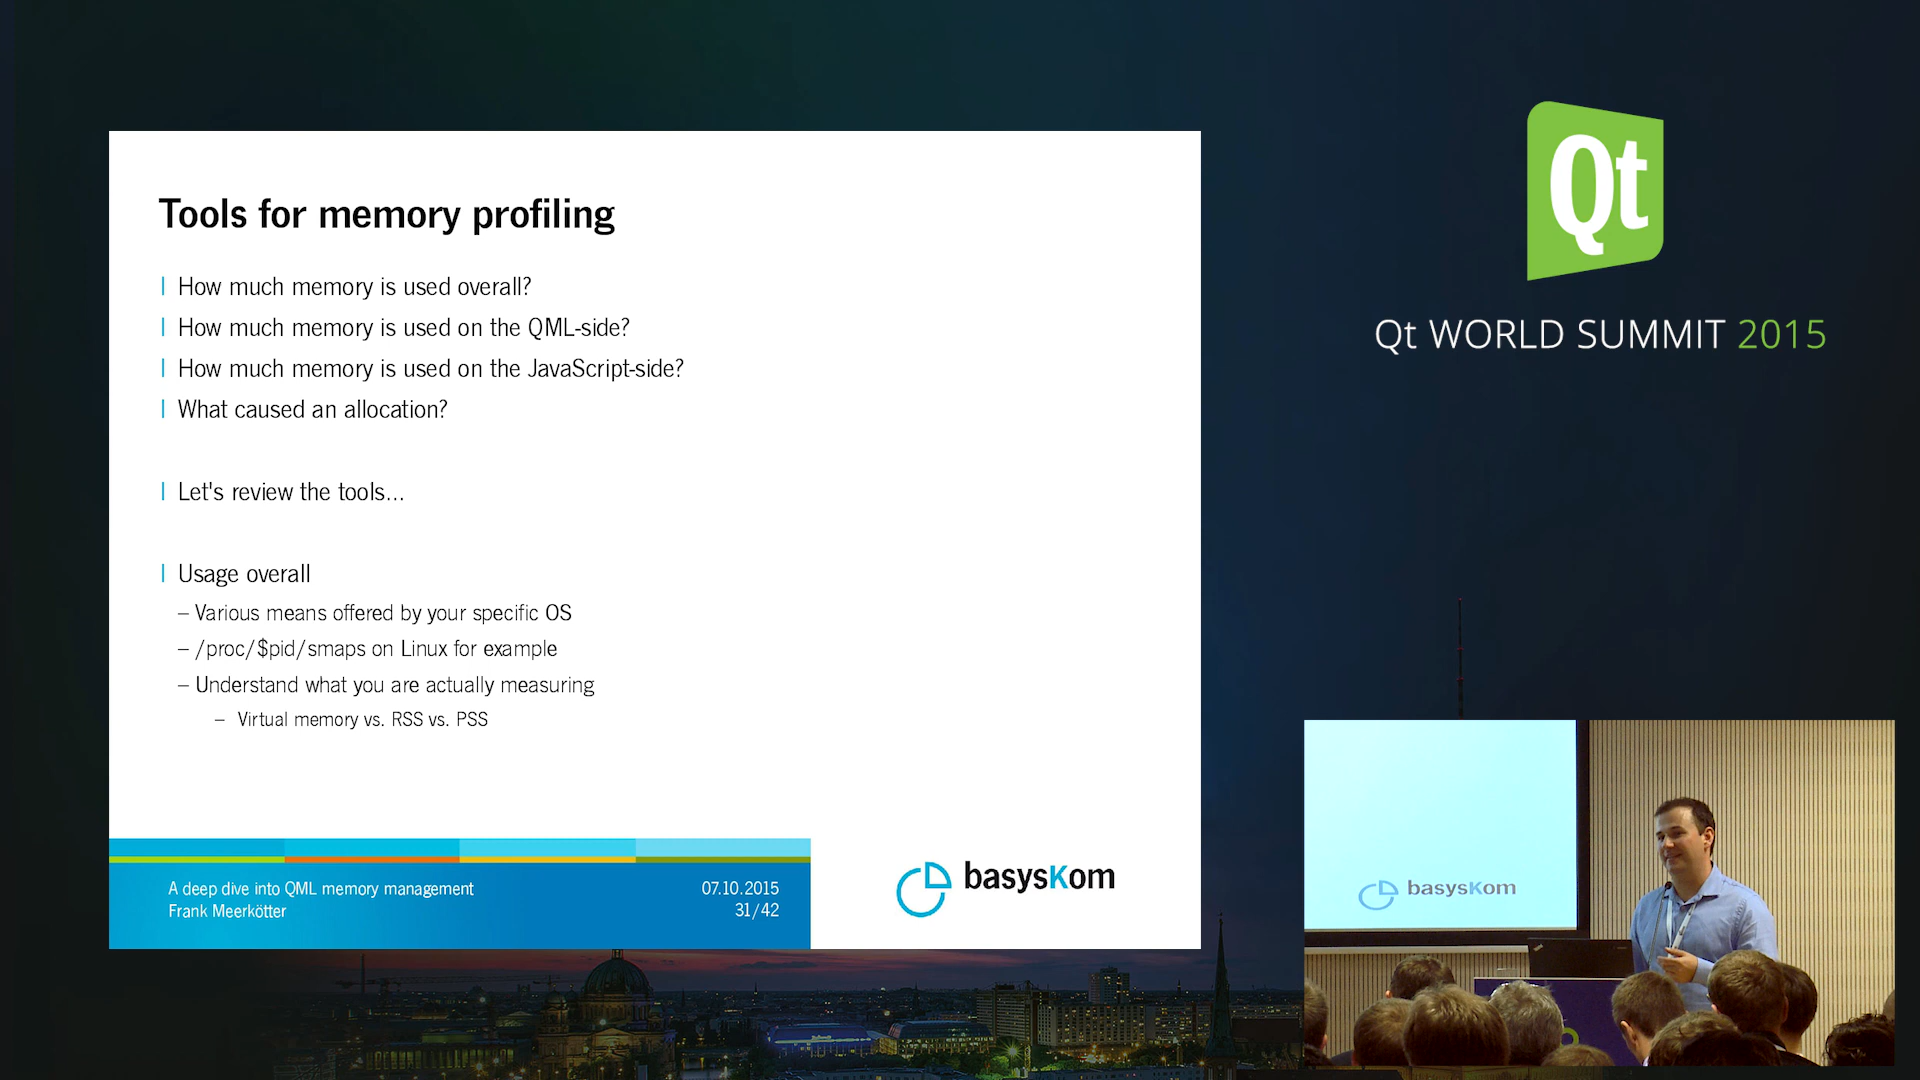 Tools for memory profiling
How much memory is used overall?
How much memory is used on the QML-side?
How much memory is used on the JavaScript-side?
What caused an allocation?
Let's review the tools...
Usage overall
– Various means offered by your specific OS
– /proc/$pid/smaps on Linux for example
– Understand what you are actually measuring
– Virtual memory vs. RSS vs. PSS
A deep dive into QML memory management
Frank Meerkötter
07.10.2015
31/42
basysKom
Qt
Qt WORLD SUMMIT 2015
basysKom